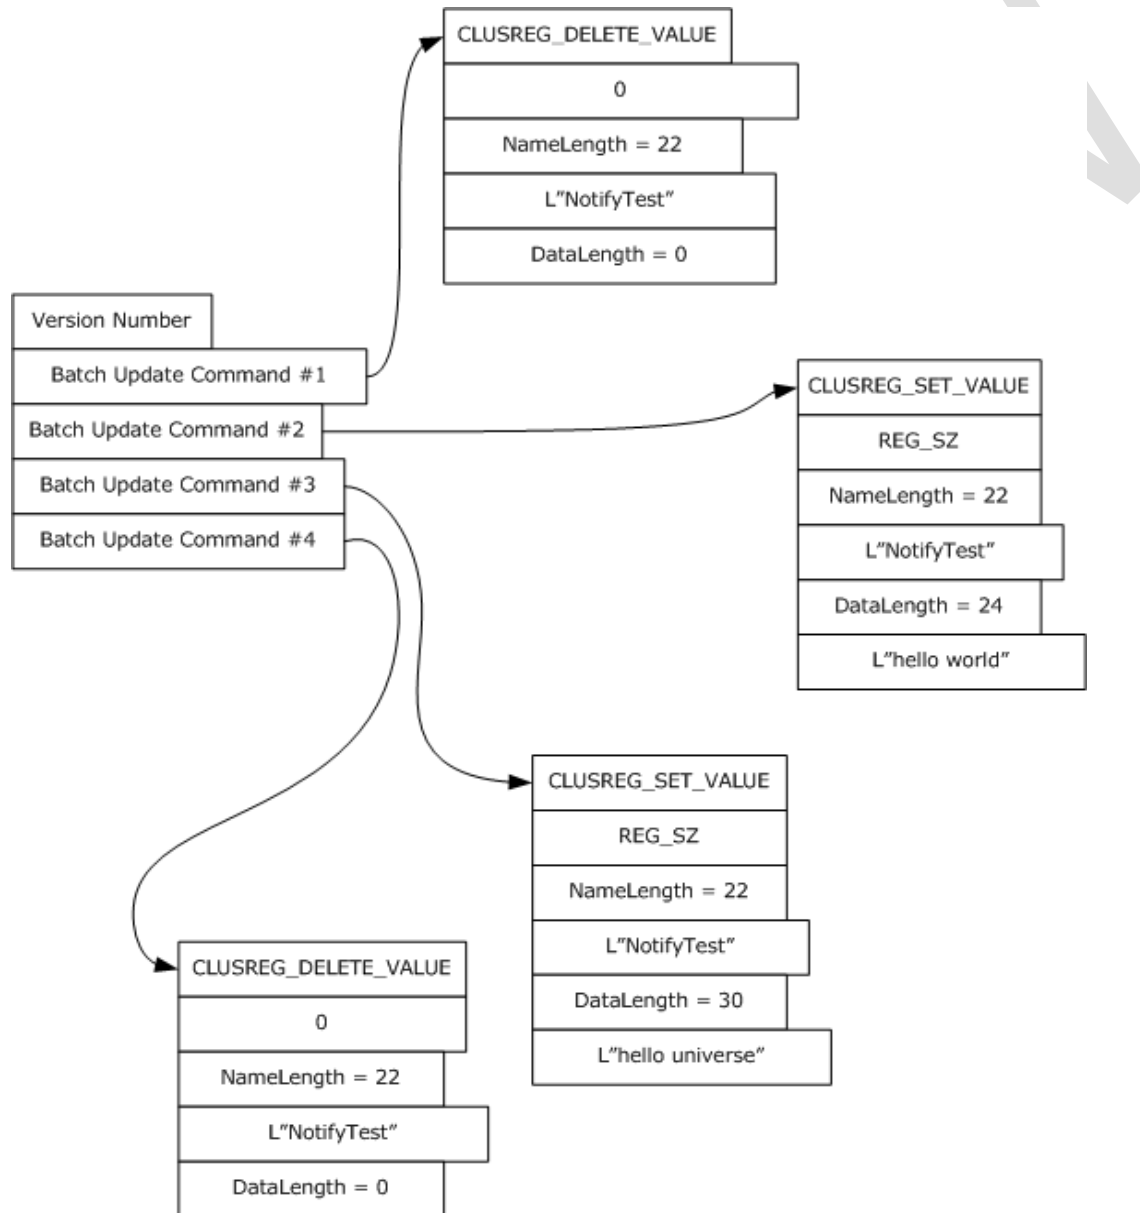 CLUSREG_DELETE_VALUE
0
NameLength = 22
L”NotifyTest”
DataLength = 0
Version Number
Batch Update Command #1
Batch Update Command #2
Batch Update Command #3
Batch Update Command #4
CLUSREG_SET_VALUE
REG_SZ
NameLength = 22
L”NotifyTest”
DataLength = 24
L”hello world”
CLUSREG_SET_VALUE
REG_SZ
NameLength = 22
L”NotifyTest”
DataLength = 30
L”hello universe”
CLUSREG_DELETE_VALUE
0
NameLength = 22
L”NotifyTest”
DataLength = 0